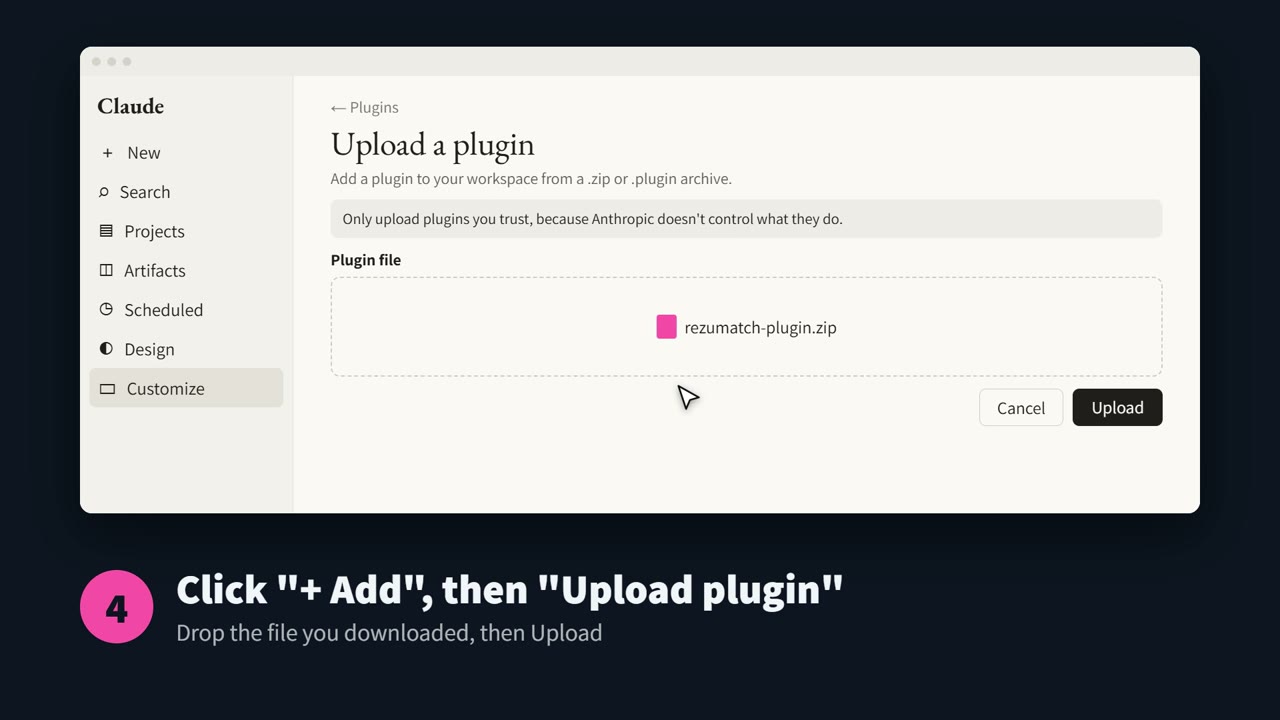 Claude
+ New
Search
Projects
Artifacts
Scheduled
Design
Customize
← Plugins
Upload a plugin
Add a plugin to your workspace from a .zip or .plugin archive.
Only upload plugins you trust, because Anthropic doesn't control what they do.
Plugin file
rezumatch-plugin.zip
Cancel
Upload
4
Click "+ Add", then "Upload plugin"
Drop the file you downloaded, then Upload